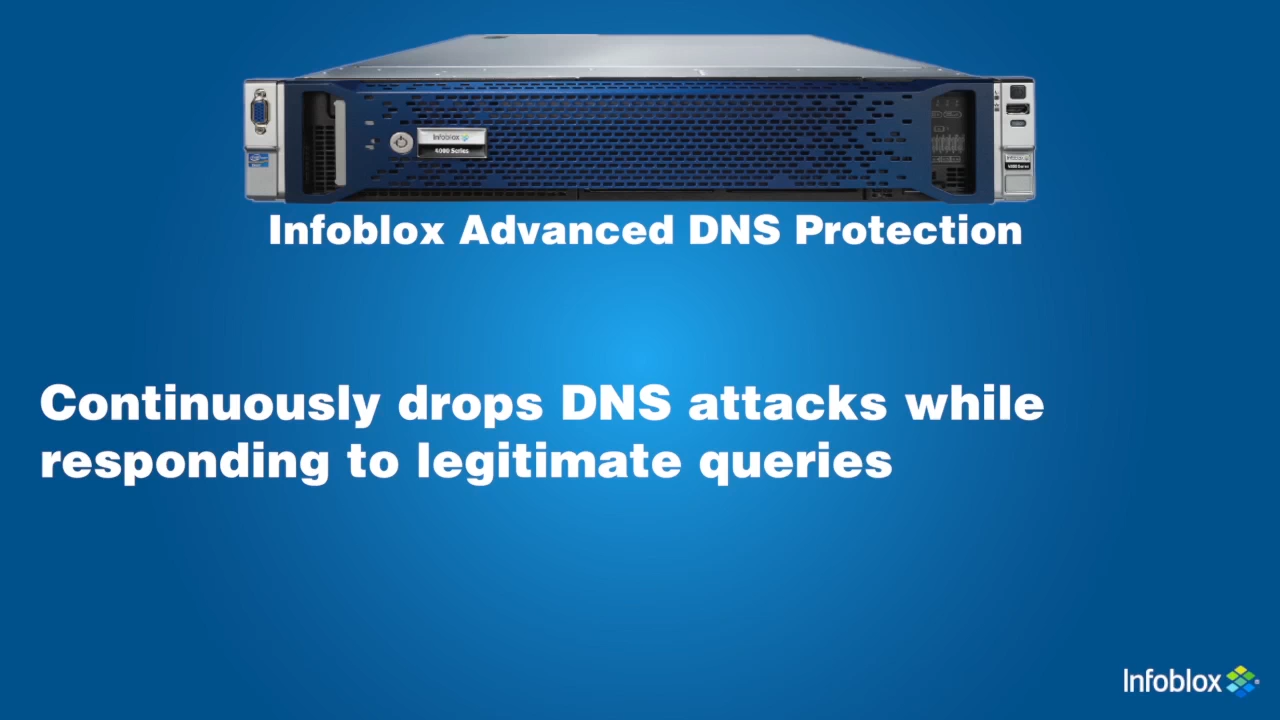 Infoblox
4000 Series
Infoblox Advanced DNS Protection
Continuously drops DNS attacks while
responding to legitimate queries
Infoblox